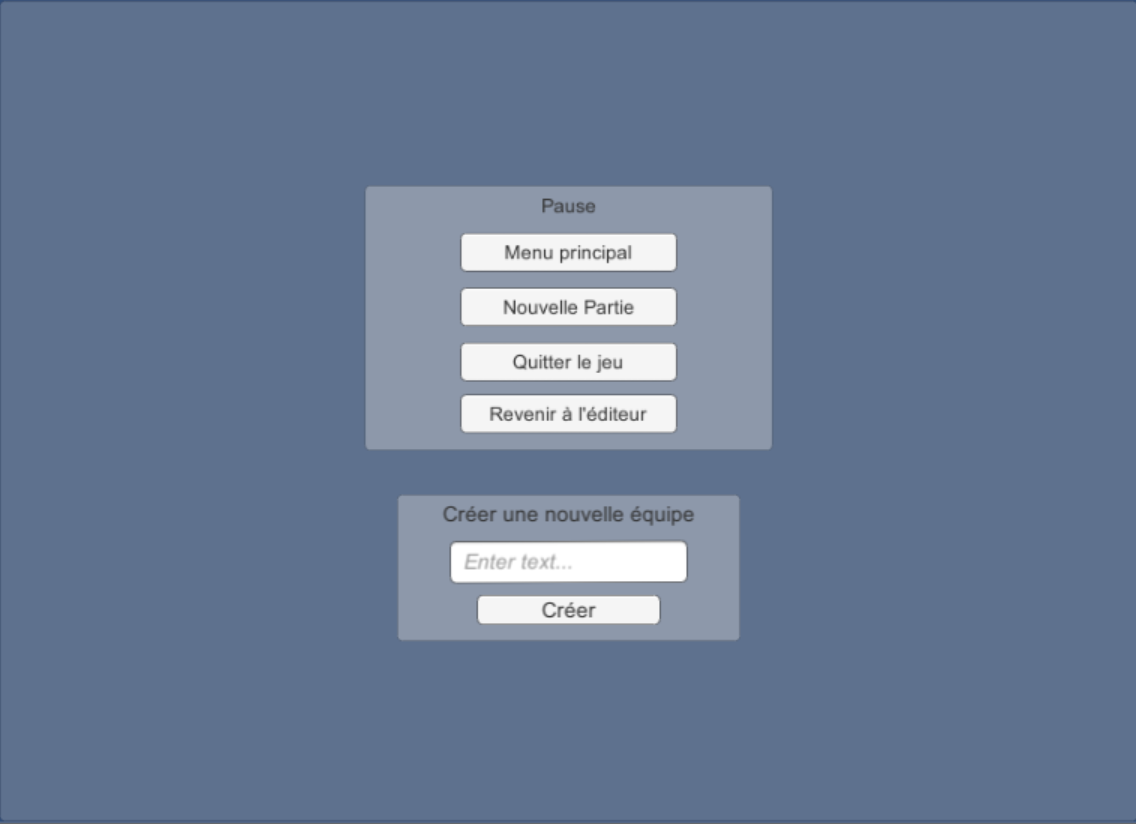 Pause
Menu principal
Nouvelle Partie
Quitter le jeu
Revenir à l'éditeur
Créer une nouvelle équipe
Enter text...
Créer